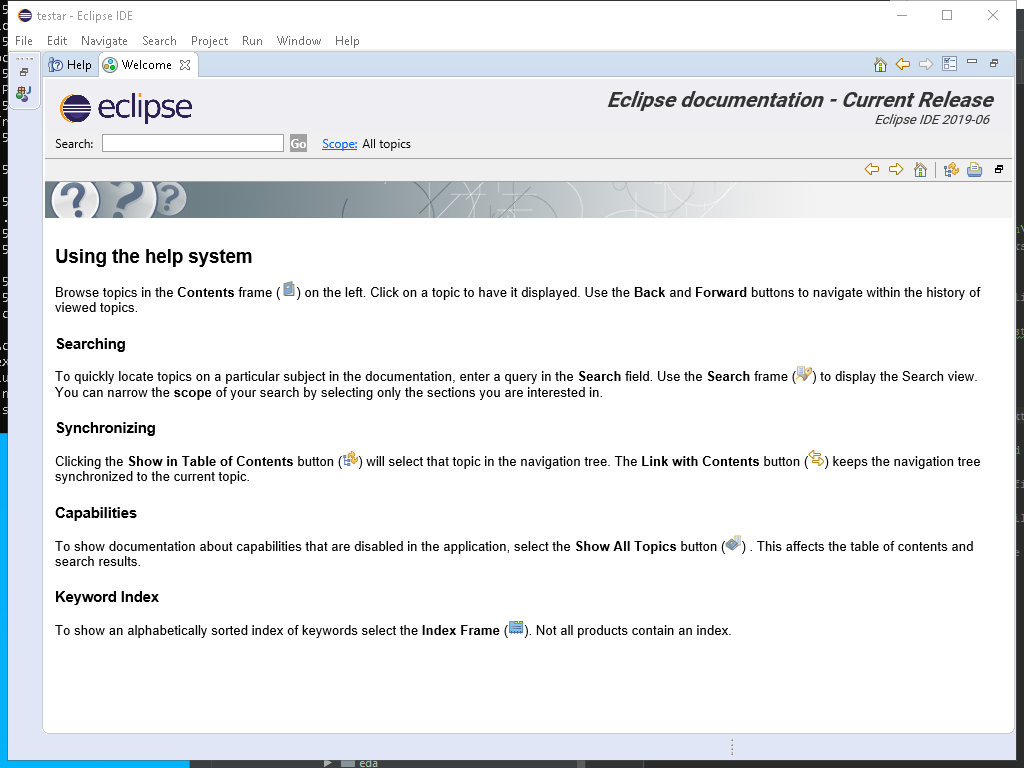 testar - Eclipse IDE
File Edit Navigate Search Project Run Window Help
Help Welcome
eclipse
Eclipse documentation - Current Release
Eclipse IDE 2019-06
Search: Go Scope: All topics
Using the help system
Browse topics in the Contents frame ( ) on the left. Click on a topic to have it displayed. Use the Back and Forward buttons to navigate within the history of
viewed topics.
Searching
To quickly locate topics on a particular subject in the documentation, enter a query in the Search field. Use the Search frame ( ) to display the Search view.
You can narrow the scope of your search by selecting only the sections you are interested in.
Synchronizing
Clicking the Show in Table of Contents button ( ) will select that topic in the navigation tree. The Link with Contents button ( ) keeps the navigation tree
synchronized to the current topic.
Capabilities
To show documentation about capabilities that are disabled in the application, select the Show All Topics button ( ) . This affects the table of contents and
search results.
Keyword Index
To show an alphabetically sorted index of keywords select the Index Frame ( ). Not all products contain an index.
eda